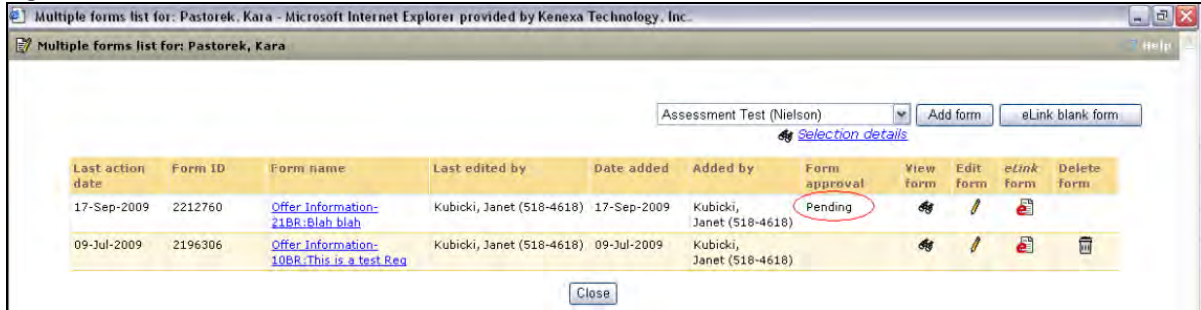 Multiple forms list for: Pastorek, Kara - Microsoft Internet Explorer provided by Kenexa Technology, Inc.
Multiple forms list for: Pastorek, Kara Help
Assessment Test (Nielson) Add form eLink blank form
Selection details
Last action Form ID Form name Last edited by Date added Added by Form View Edit eLink Delete
date approval form form form form
17-Sep-2009 2212760 Offer Information- Kubicki, Janet (518-4618) 17-Sep-2009 Kubicki, Pending
21BR:Blah blah Janet (518-4618)
09-Jul-2009 2196306 Offer Information- Kubicki, Janet (518-4618) 09-Jul-2009 Kubicki,
10BR:This is a test Req Janet (518-4618)
Close